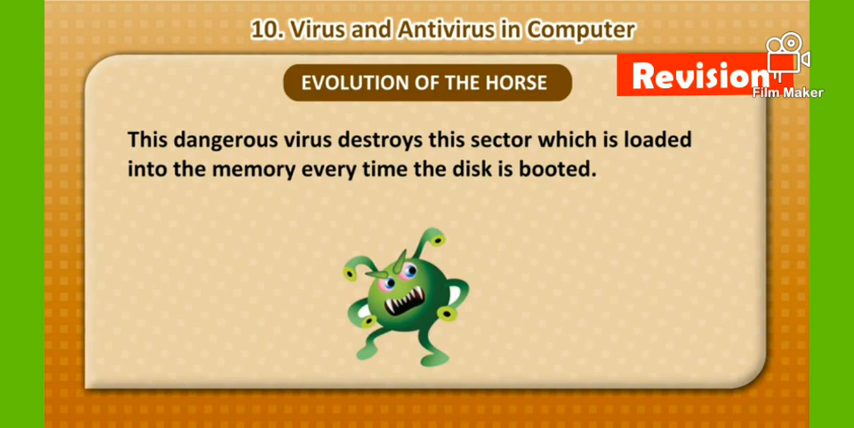 10. Virus and Antivirus in Computer
EVOLUTION OF THE HORSE
Revision
Film Maker
This dangerous virus destroys this sector which is loaded
into the memory every time the disk is booted.